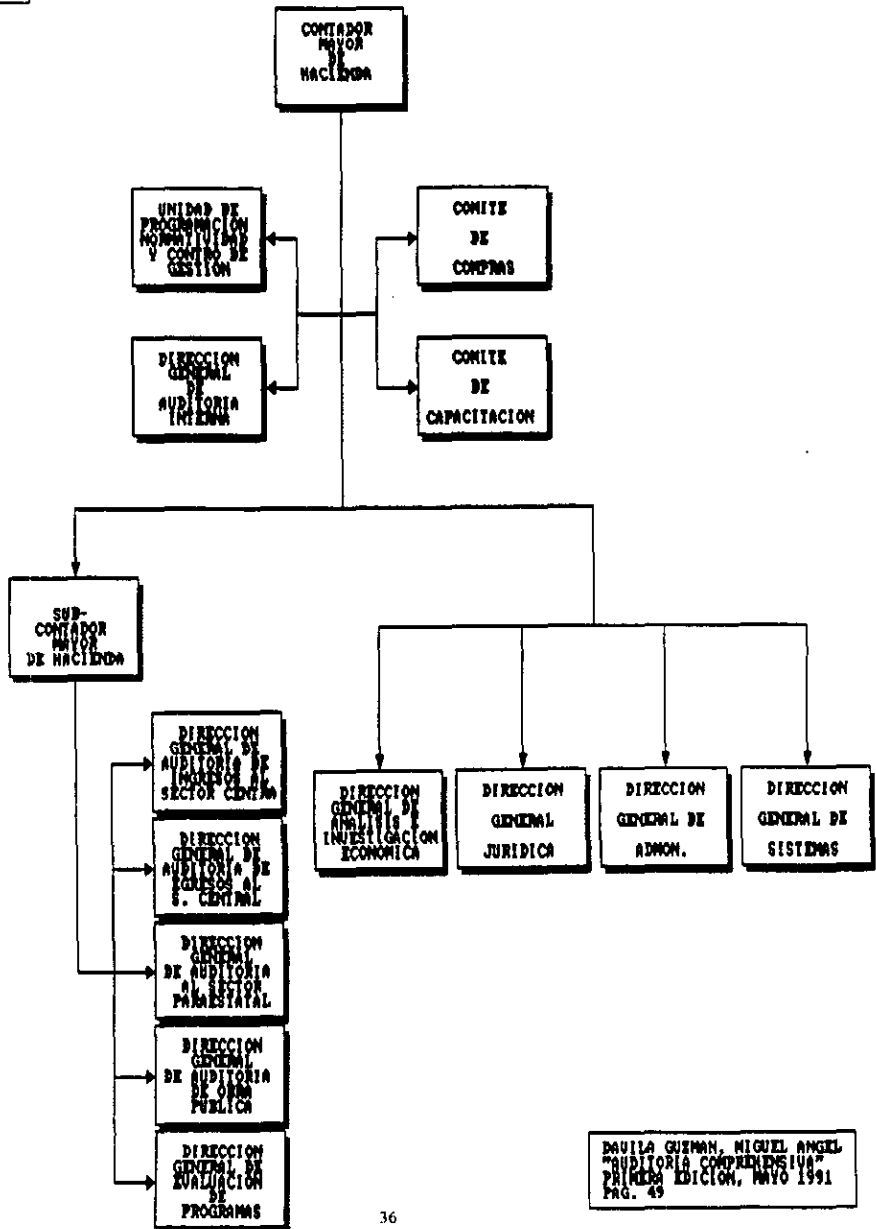 CONTADOR
MAYOR
DE
HACIENDA
UNIDAD DE
PROGRAMACION
NORMATIVIDAD
Y CONTRO DE
GESTION
COMITE
DE
COMPRAS
DIRECCION
GENERAL
DE
AUDITORIA
INTERNA
COMITE
DE
CAPACITACION
SUB-
CONTADOR
MAYOR
DE HACIENDA
DIRECCION
GENERAL DE
AUDITORIA DE
INGRESOS AL
SECTOR CENTRA
DIRECCION
GENERAL DE
AUDITORIA DE
EGRESOS AL
S. CENTRAL
DIRECCION
GENERAL
DE AUDITORIA
AL SECTOR
PARAESTATAL
DIRECCION
GENERAL
DE AUDITORIA
DE OBRA
PUBLICA
DIRECCION
GENERAL DE
EVALUACION
DE
PROGRAMAS
DIRECCION
GENERAL DE
ANALISIS E
INVESTIGACION
ECONOMICA
DIRECCION
GENERAL
JURIDICA
DIRECCION
GENERAL DE
ADMON.
DIRECCION
GENERAL DE
SISTEMAS
DAVILA GUZMAN, MIGUEL ANGEL
"AUDITORIA COMPREHENSIVA"
PRIMERA EDICION, MAYO 1991
PAG. 49
36